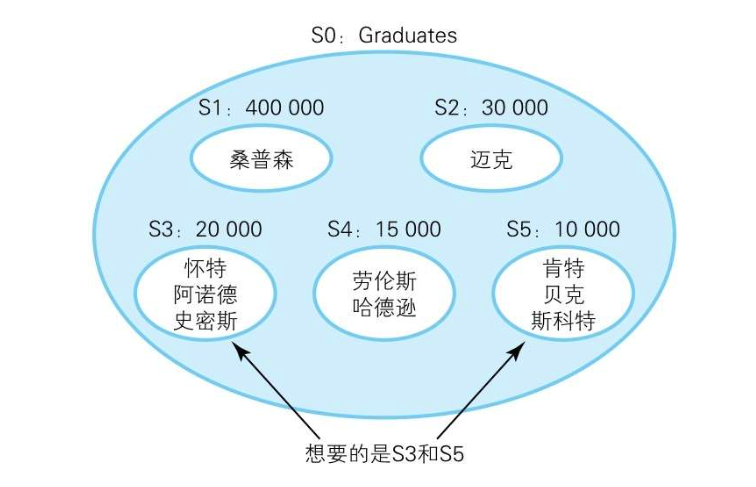 S0：Graduates
S1：400 000
S2：30 000
桑普森
迈克
S3：20 000
S4：15 000
S5：10 000
怀特
阿诺德
史密斯
劳伦斯
哈德逊
肯特
贝克
斯科特
想要的是S3和S5